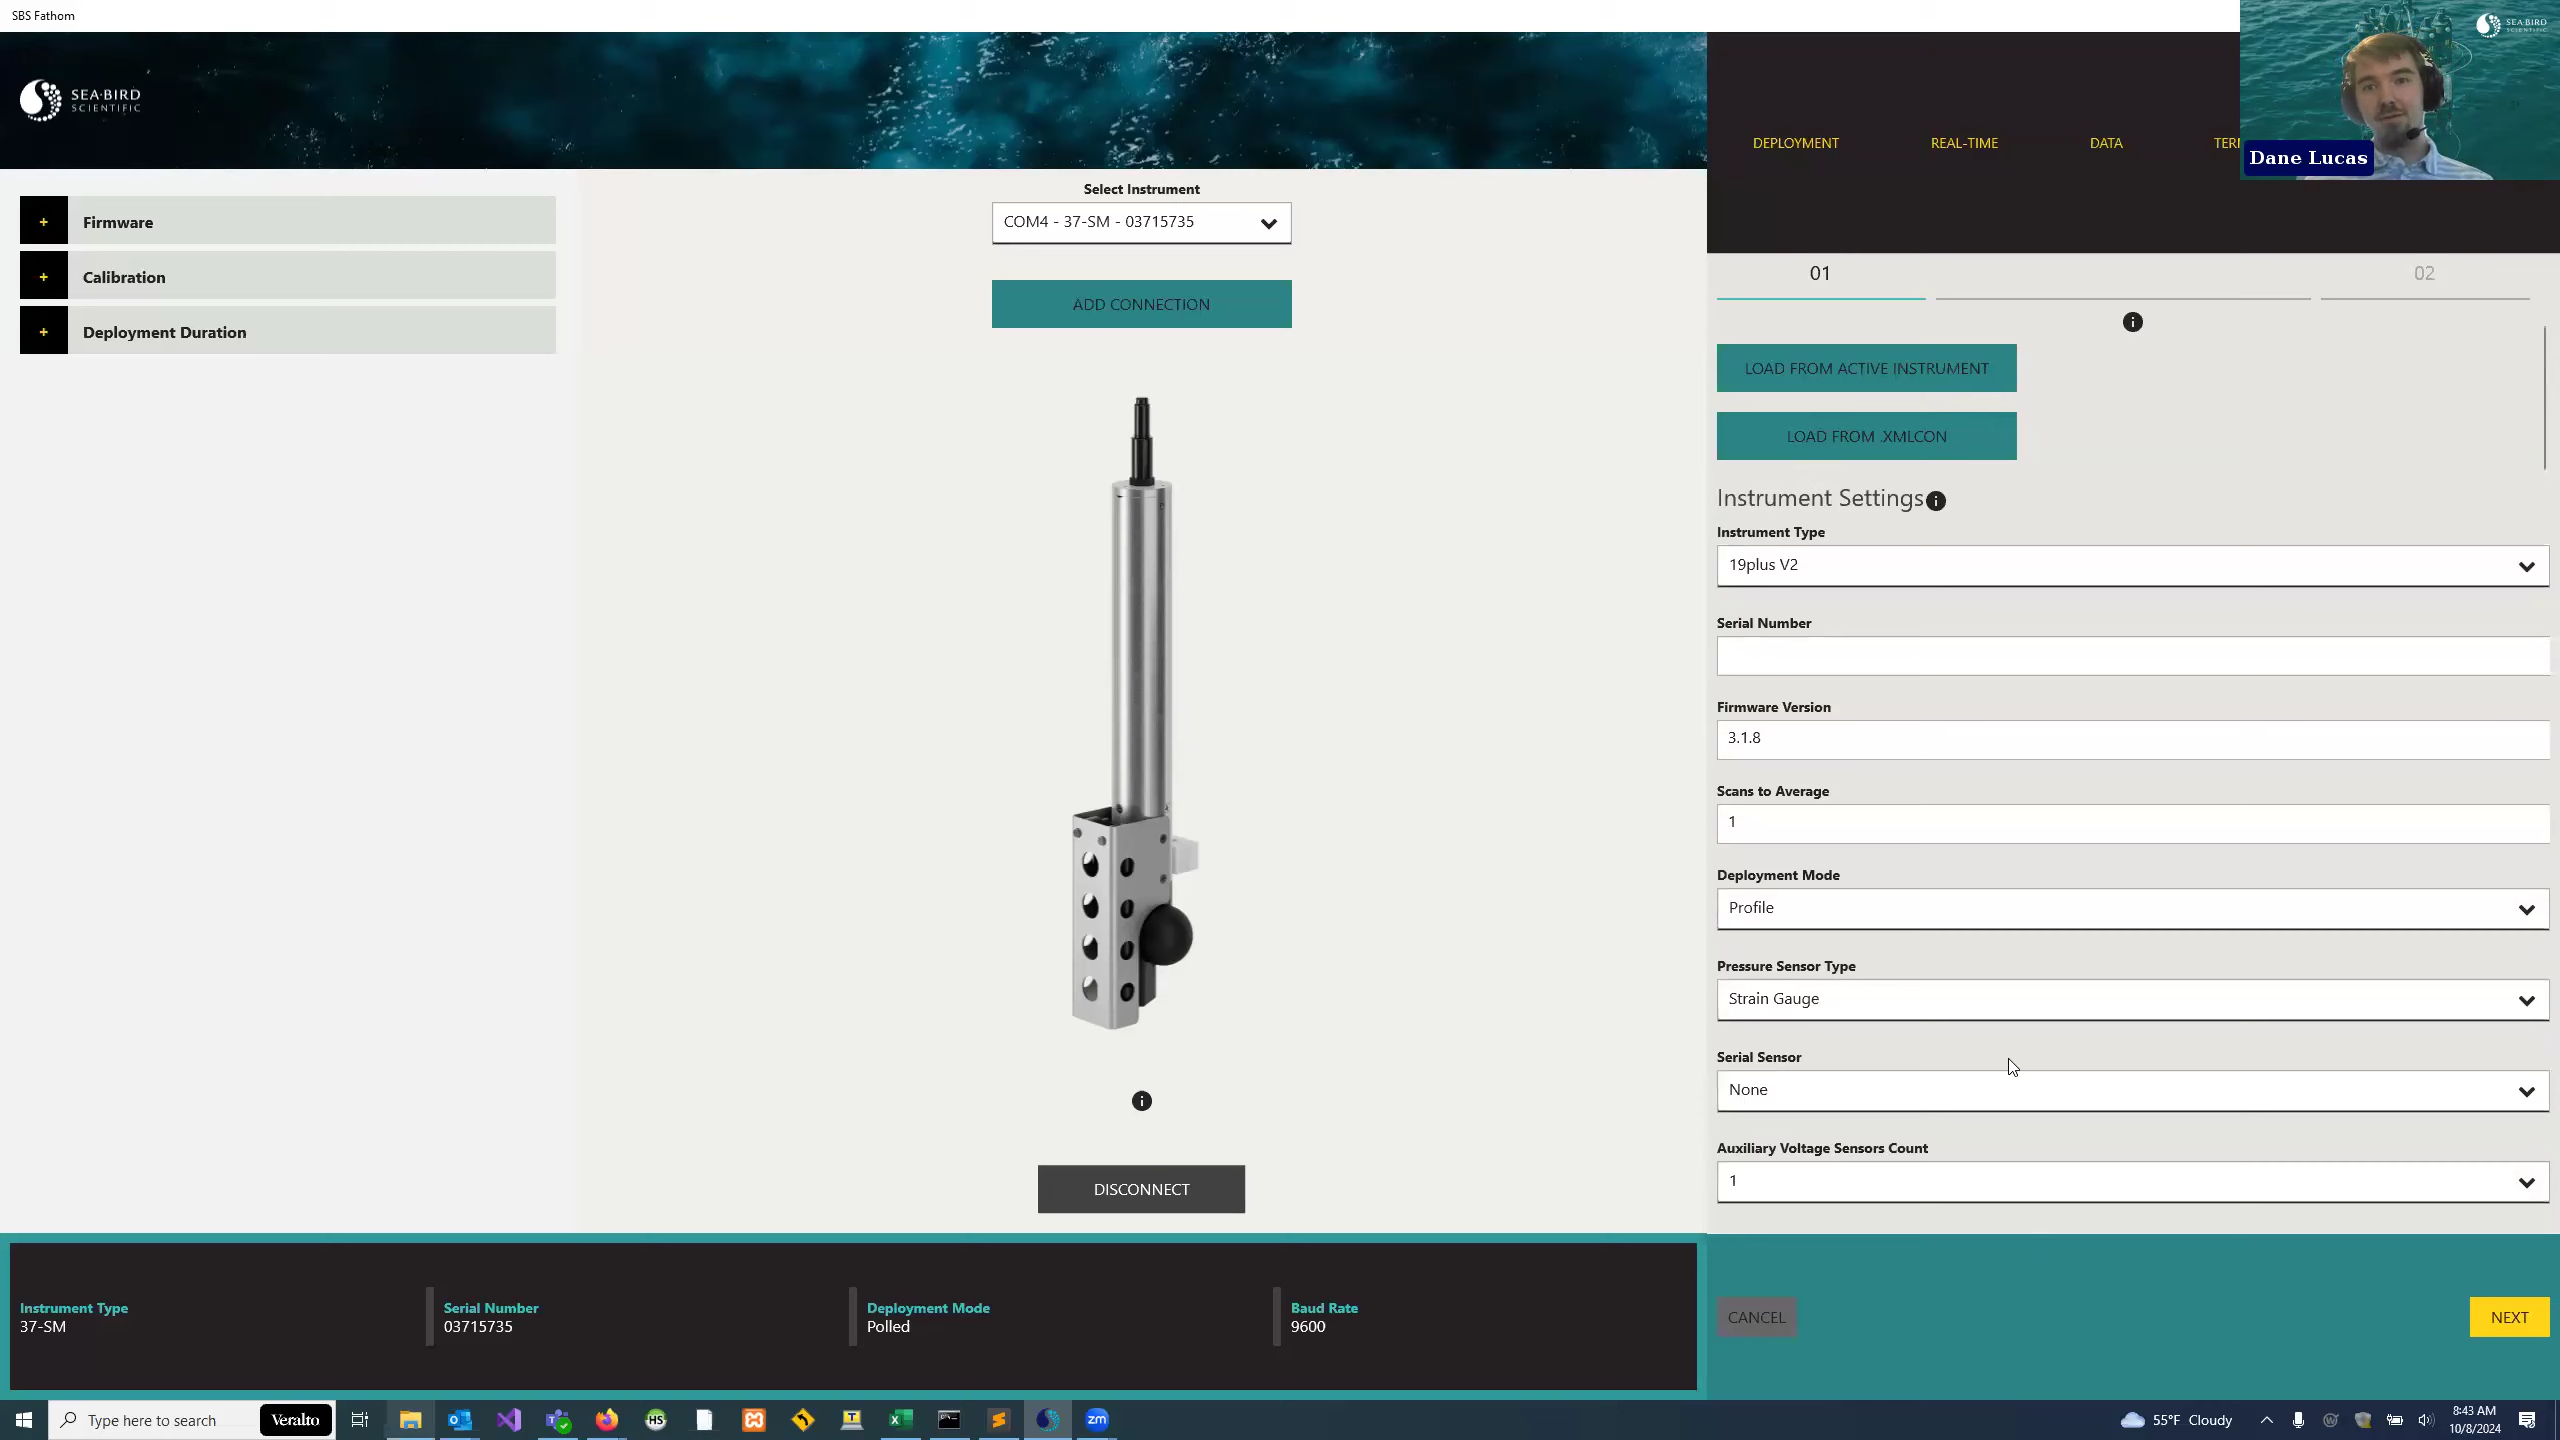 SBS Fathom
SEA·BIRD
SCIENTIFIC
SEA·BIRD
SCIENTIFIC
DEPLOYMENT
REAL-TIME
DATA
Dane Lucas
+ Firmware
+ Calibration
+ Deployment Duration
Select Instrument
COM4 - 37-SM - 03715735
ADD CONNECTION
DISCONNECT
01
02
LOAD FROM ACTIVE INSTRUMENT
LOAD FROM .XMLCON
Instrument Settings
Instrument Type
19plus V2
Serial Number
Firmware Version
3.1.8
Scans to Average
1
Deployment Mode
Profile
Pressure Sensor Type
Strain Gauge
Serial Sensor
None
Auxiliary Voltage Sensors Count
1
Instrument Type
37-SM
Serial Number
03715735
Deployment Mode
Polled
Baud Rate
9600
CANCEL
NEXT
Type here to search
Veralto
HS
zm
55°F Cloudy
8:43 AM
10/8/2024